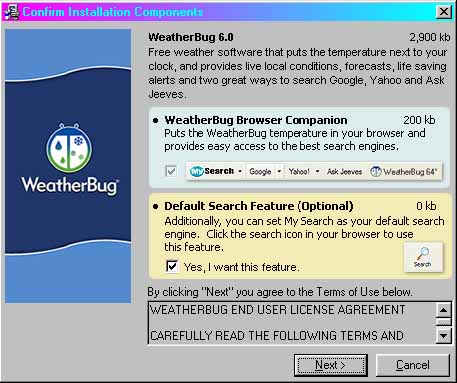 Confirm Installation Components
WeatherBug 6.0 2,900 kb
Free weather software that puts the temperature next to your
clock, and provides live local conditions, forecasts, life saving
alerts and two great ways to search Google, Yahoo and Ask
Jeeves.
WeatherBug®
• WeatherBug Browser Companion 200 kb
Puts the WeatherBug temperature in your browser and
provides easy access to the best search engines.
My Search Google Yahoo! Ask Jeeves WeatherBug 64°
• Default Search Feature (Optional) 0 kb
Additionally, you can set My Search as your default search
engine. Click the search icon in your browser to use
this feature.
Search
Yes, I want this feature.
By clicking "Next" you agree to the Terms of Use below.
WEATHERBUG END USER LICENSE AGREEMENT
CAREFULLY READ THE FOLLOWING TERMS AND
Next > Cancel